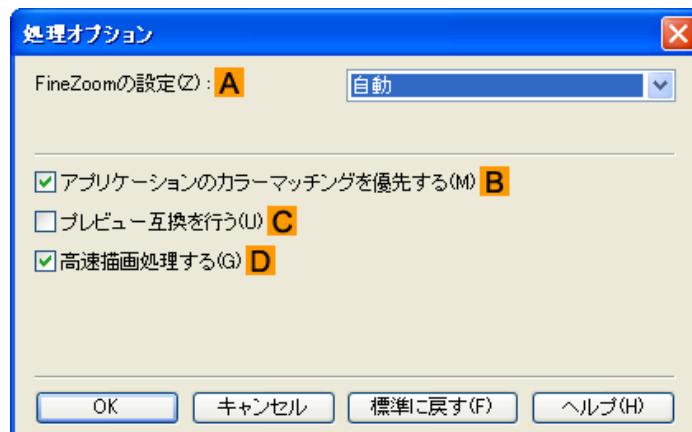 処理オプション
FineZoomの設定(Z): A 自動
アプリケーションのカラーマッチングを優先する(M) B
プレビュー互換を行う(U) C
高速描画処理する(G) D
OK キャンセル 標準に戻す(F) ヘルプ(H)